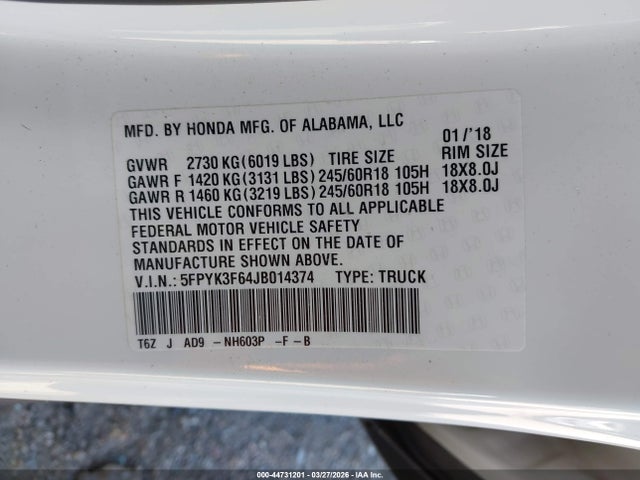 MFD. BY HONDA MFG. OF ALABAMA, LLC 01/'18
GVWR 2730 KG(6019 LBS) TIRE SIZE RIM SIZE
GAWR F 1420 KG(3131 LBS) 245/60R18 105H 18X8.0J
GAWR R 1460 KG(3219 LBS) 245/60R18 105H 18X8.0J
THIS VEHICLE CONFORMS TO ALL APPLICABLE
FEDERAL MOTOR VEHICLE SAFETY
STANDARDS IN EFFECT ON THE DATE OF
MANUFACTURE SHOWN ABOVE.
V.I.N.: 5FPYK3F64JB014374 TYPE: TRUCK
T6Z J AD9 -NH603P -F-B
000-44731201 | 03/27/2026 | COPYRIGHT IAA, LLC